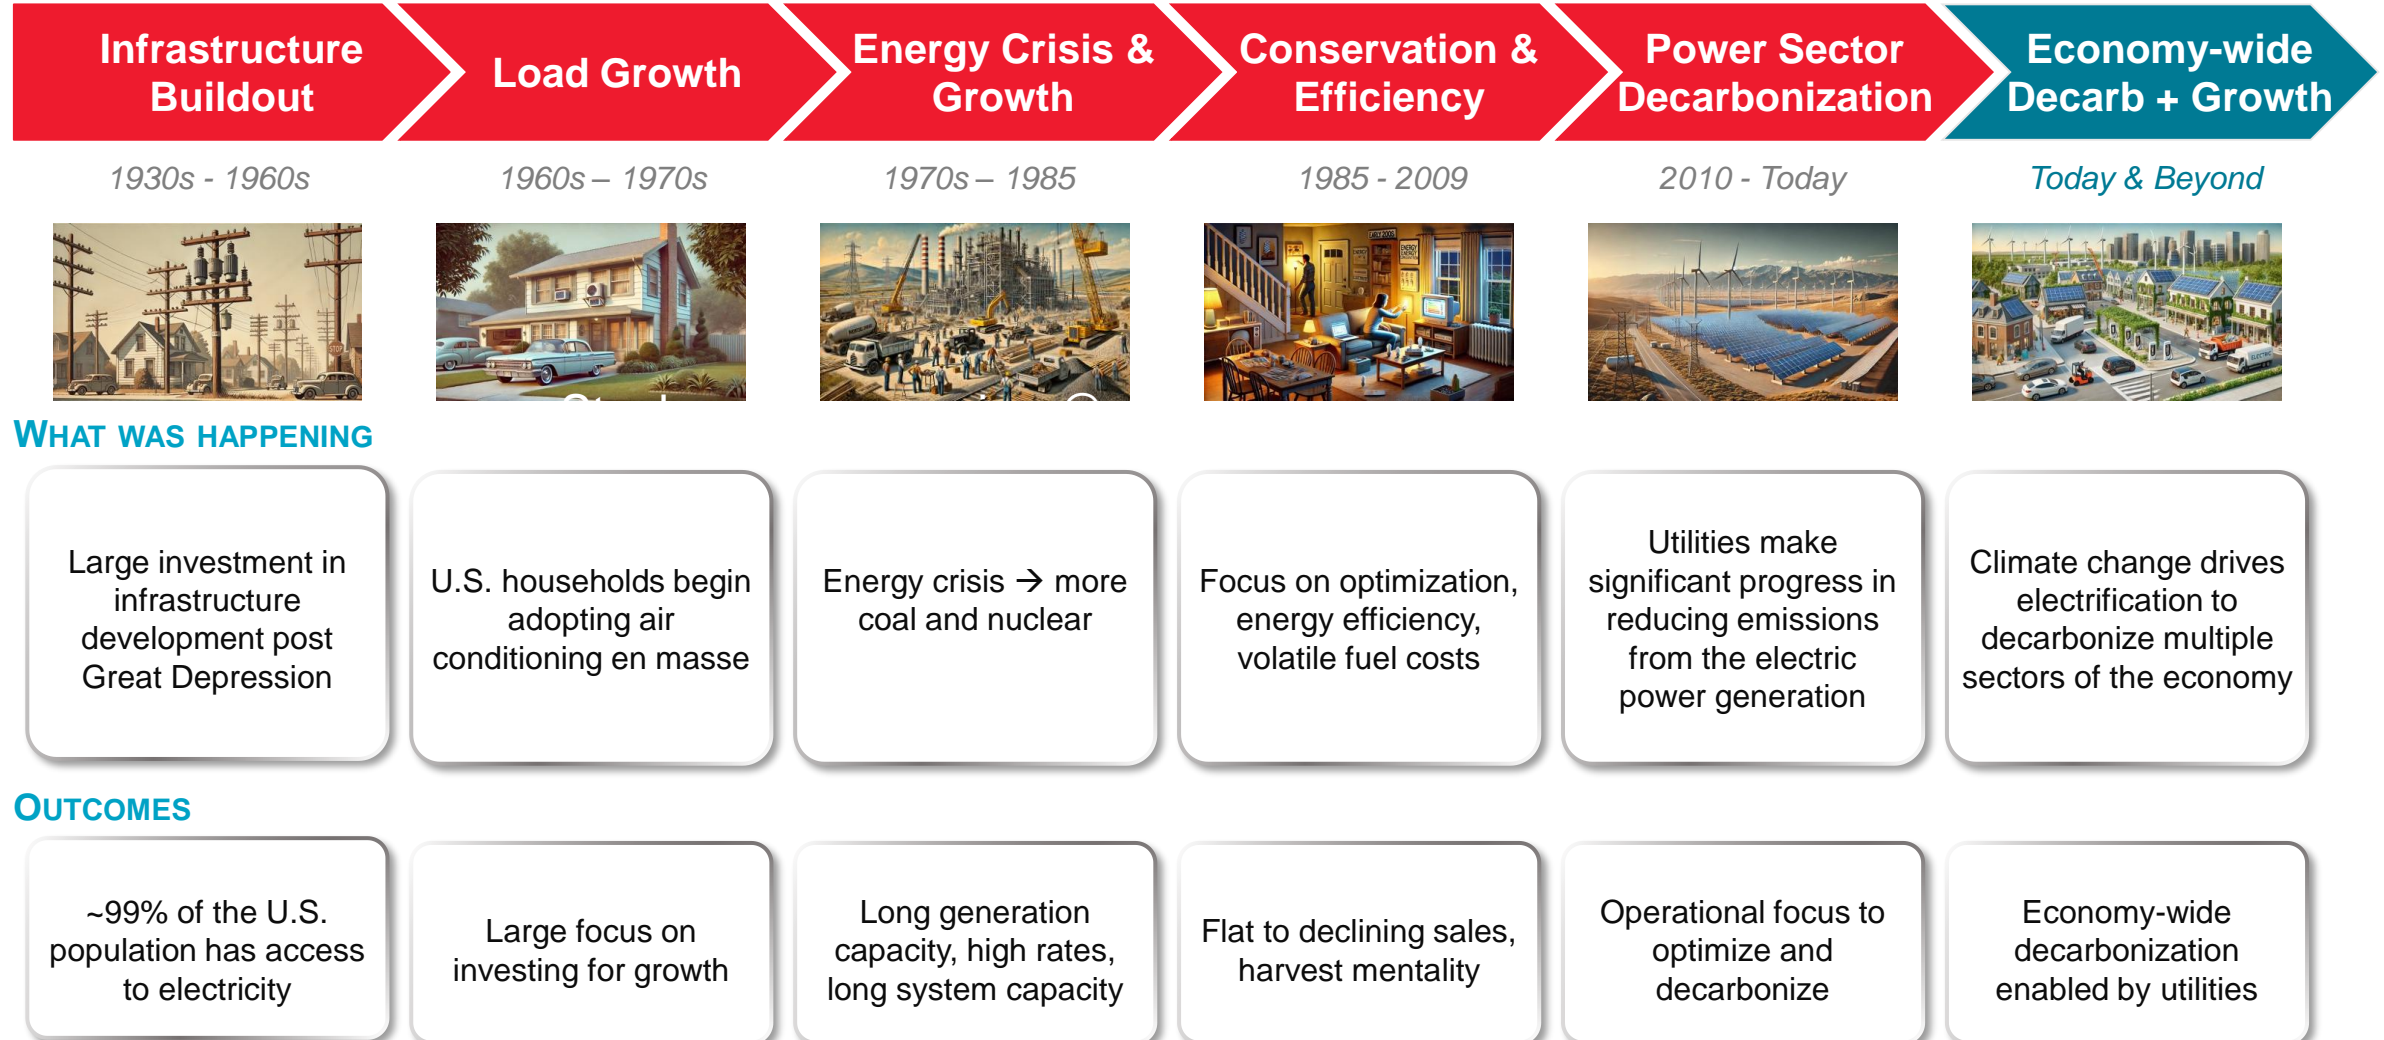 Infrastructure
Buildout
Load Growth
Energy Crisis &
Growth
Conservation &
Efficiency
Power Sector
Decarbonization
Economy-wide
Decarb + Growth
1930s - 1960s
1960s – 1970s
1970s – 1985
1985 - 2009
2010 - Today
Today & Beyond
STOP
EARLY 2000S
ENERGY
ELECTRIC
WHAT WAS HAPPENING
Large investment in
infrastructure
development post
Great Depression
U.S. households begin
adopting air
conditioning en masse
Energy crisis → more
coal and nuclear
Focus on optimization,
energy efficiency,
volatile fuel costs
Utilities make
significant progress in
reducing emissions
from the electric
power generation
Climate change drives
electrification to
decarbonize multiple
sectors of the economy
OUTCOMES
~99% of the U.S.
population has access
to electricity
Large focus on
investing for growth
Long generation
capacity, high rates,
long system capacity
Flat to declining sales,
harvest mentality
Operational focus to
optimize and
decarbonize
Economy-wide
decarbonization
enabled by utilities